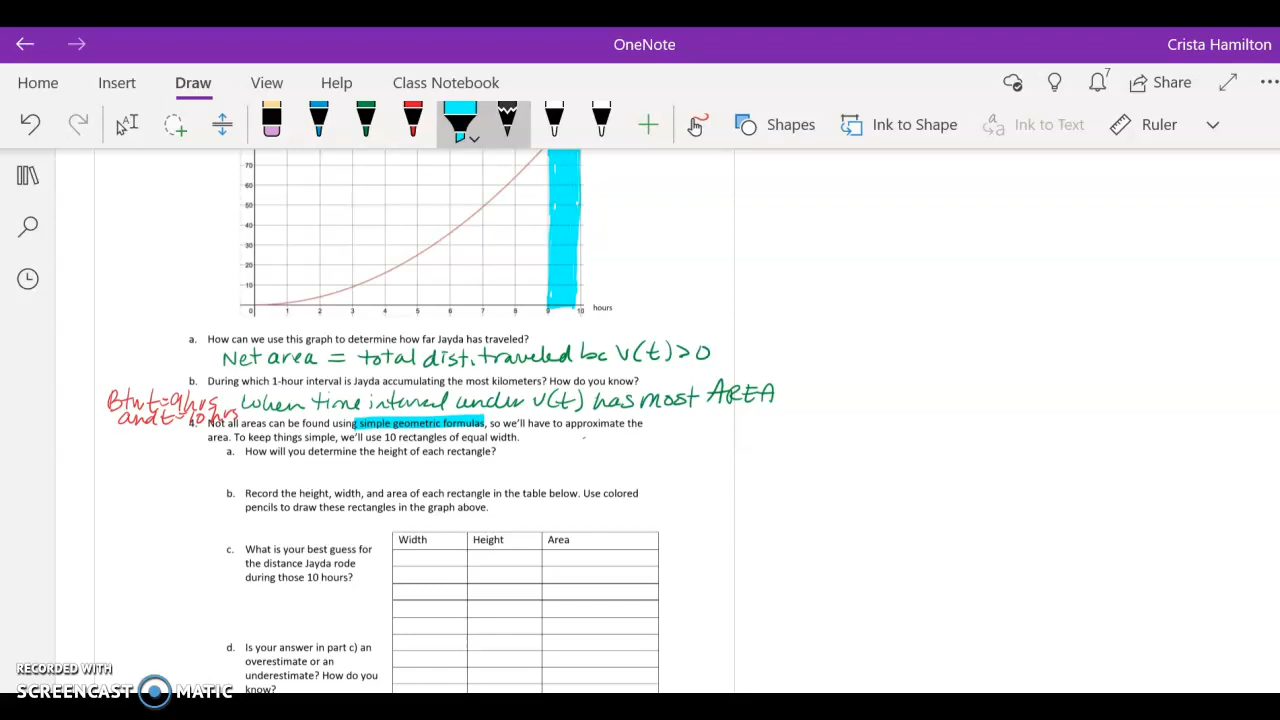 OneNote
Crista Hamilton
Home Insert Draw View Help Class Notebook
7
Share
Shapes Ink to Shape Ink to Text Ruler
70
60
50
40
30
20
10
0 1 2 3 4 5 6 7 8 9 10 hours
a. How can we use this graph to determine how far Jayda has traveled?
Net area = total dist. traveled bc v(t) > 0
b. During which 1-hour interval is Jayda accumulating the most kilometers? How do you know?
Btw t=9hrs
and t=10 hrs
When time interval under v(t) has most AREA
4. Not all areas can be found using simple geometric formulas, so we'll have to approximate the
area. To keep things simple, we'll use 10 rectangles of equal width.
a. How will you determine the height of each rectangle?
b. Record the height, width, and area of each rectangle in the table below. Use colored
pencils to draw these rectangles in the graph above.
Width Height Area
c. What is your best guess for
the distance Jayda rode
during those 10 hours?
d. Is your answer in part c) an
overestimate or an
underestimate? How do you
know?
RECORDED WITH
SCREENCAST MATIC